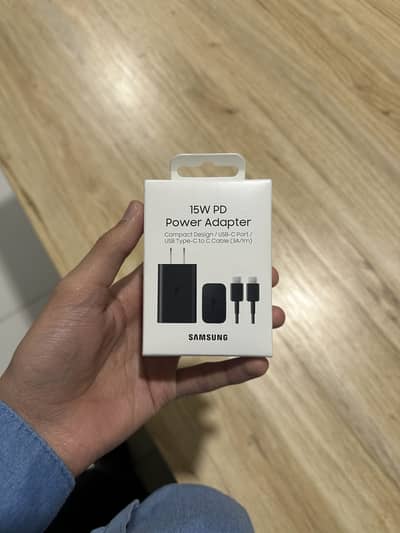 15W PD
Power Adapter
Compact Design / USB-C Port /
USB Type-C to C Cable (3A/1m)
SAMSUNG